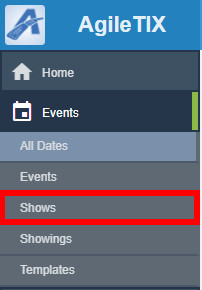 AgileTIX
Home
Events
All Dates
Events
Shows
Showings
Templates